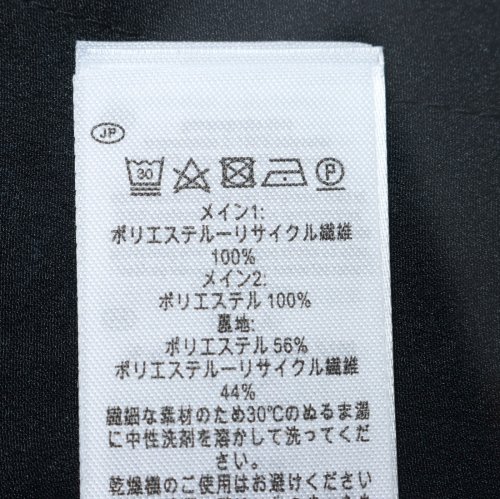 JP
30 P
メイン1:
ポリエステルーリサイクル繊維
100%
メイン2:
ポリエステル 100%
裏地:
ポリエステル 56%
ポリエステルーリサイクル繊維
44%
繊細な素材のため30℃のぬるま湯
に中性洗剤を溶かして洗ってくだ
さい
乾燥機のご使用はお避けください